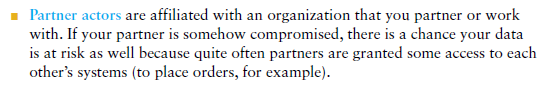 ■ Partner actors are affiliated with an organization that you partner or work
with. If your partner is somehow compromised, there is a chance your data
is at risk as well because quite often partners are granted some access to each
other’s systems (to place orders, for example).